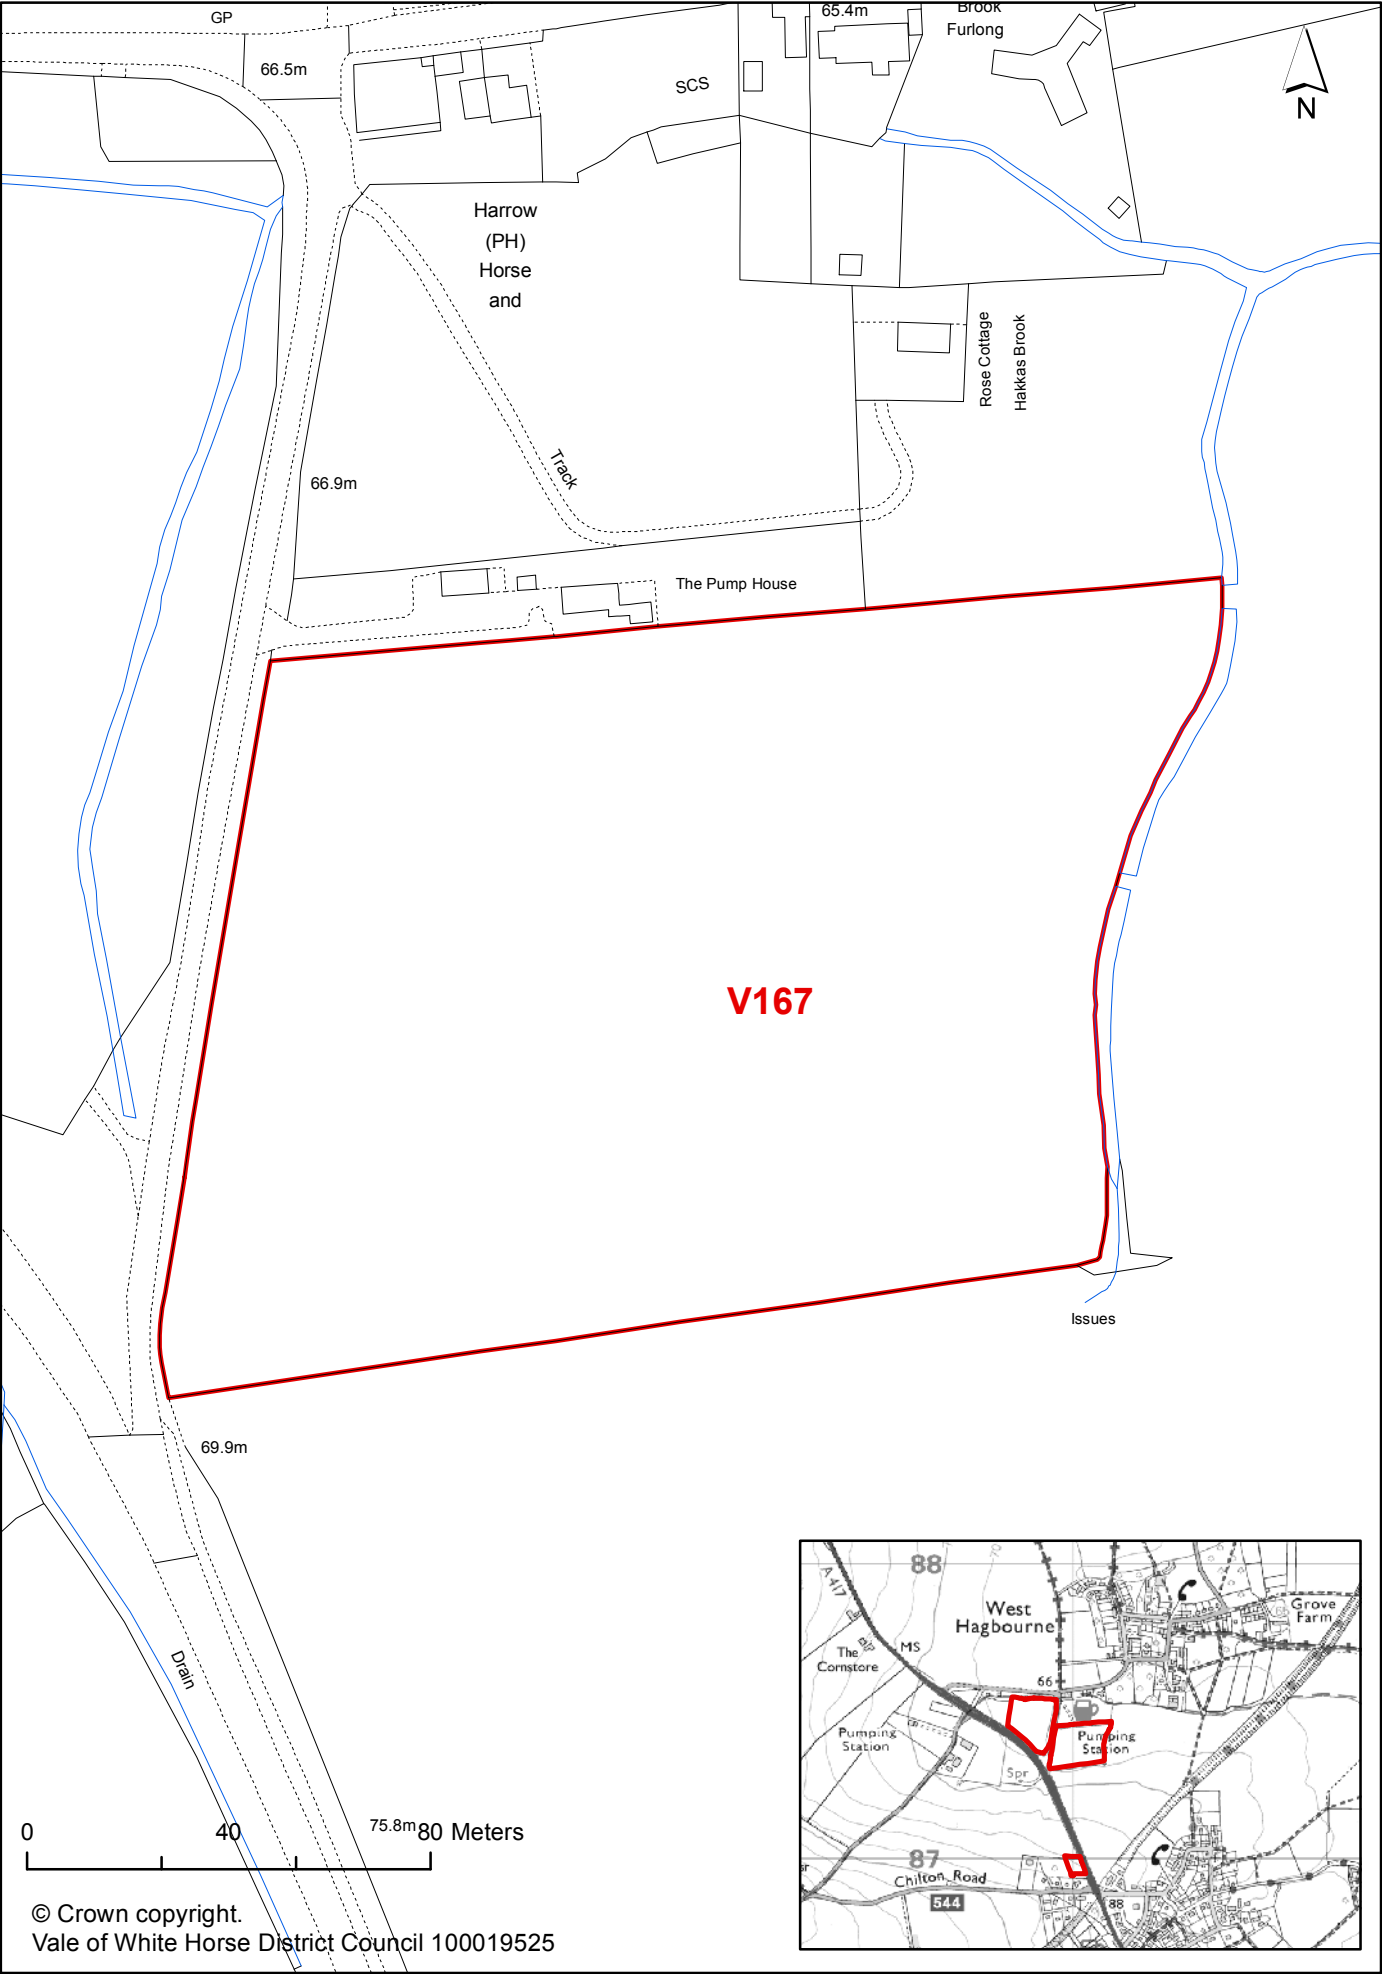 GP
65.4m
Brook
Furlong
66.5m
SCS
N
Harrow
(PH)
Horse
and
Rose Cottage
Hakkas Brook
Track
66.9m
The Pump House
V167
Issues
69.9m
Drain
75.8m
0 40 80 Meters
© Crown copyright.
Vale of White Horse District Council 100019525
88
70
A 417
West
Hagbourne
Grove
Farm
MS
The
Cornstore
66
Pumping
Station
Pumping
Station
Spr
87
Chilton Road
544
88